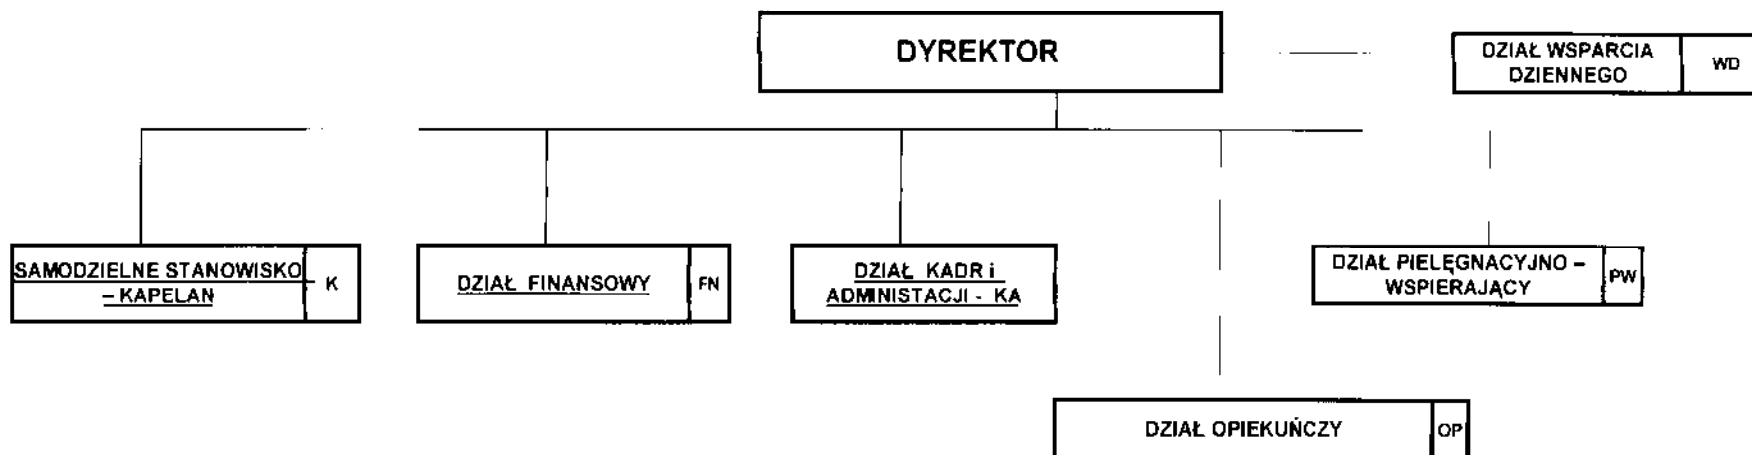 DYREKTOR
DZIAŁ WSPARCIA
DZIENNEGO
WD
SAMODZIELNE STANOWISKO
– KAPELAN
K
DZIAŁ FINANSOWY
FN
DZIAŁ KADR i
ADMINISTACJI - KA
DZIAŁ PIELĘGNACYJNO –
WSPIERAJĄCY
PW
DZIAŁ OPIEKUŃCZY
OP